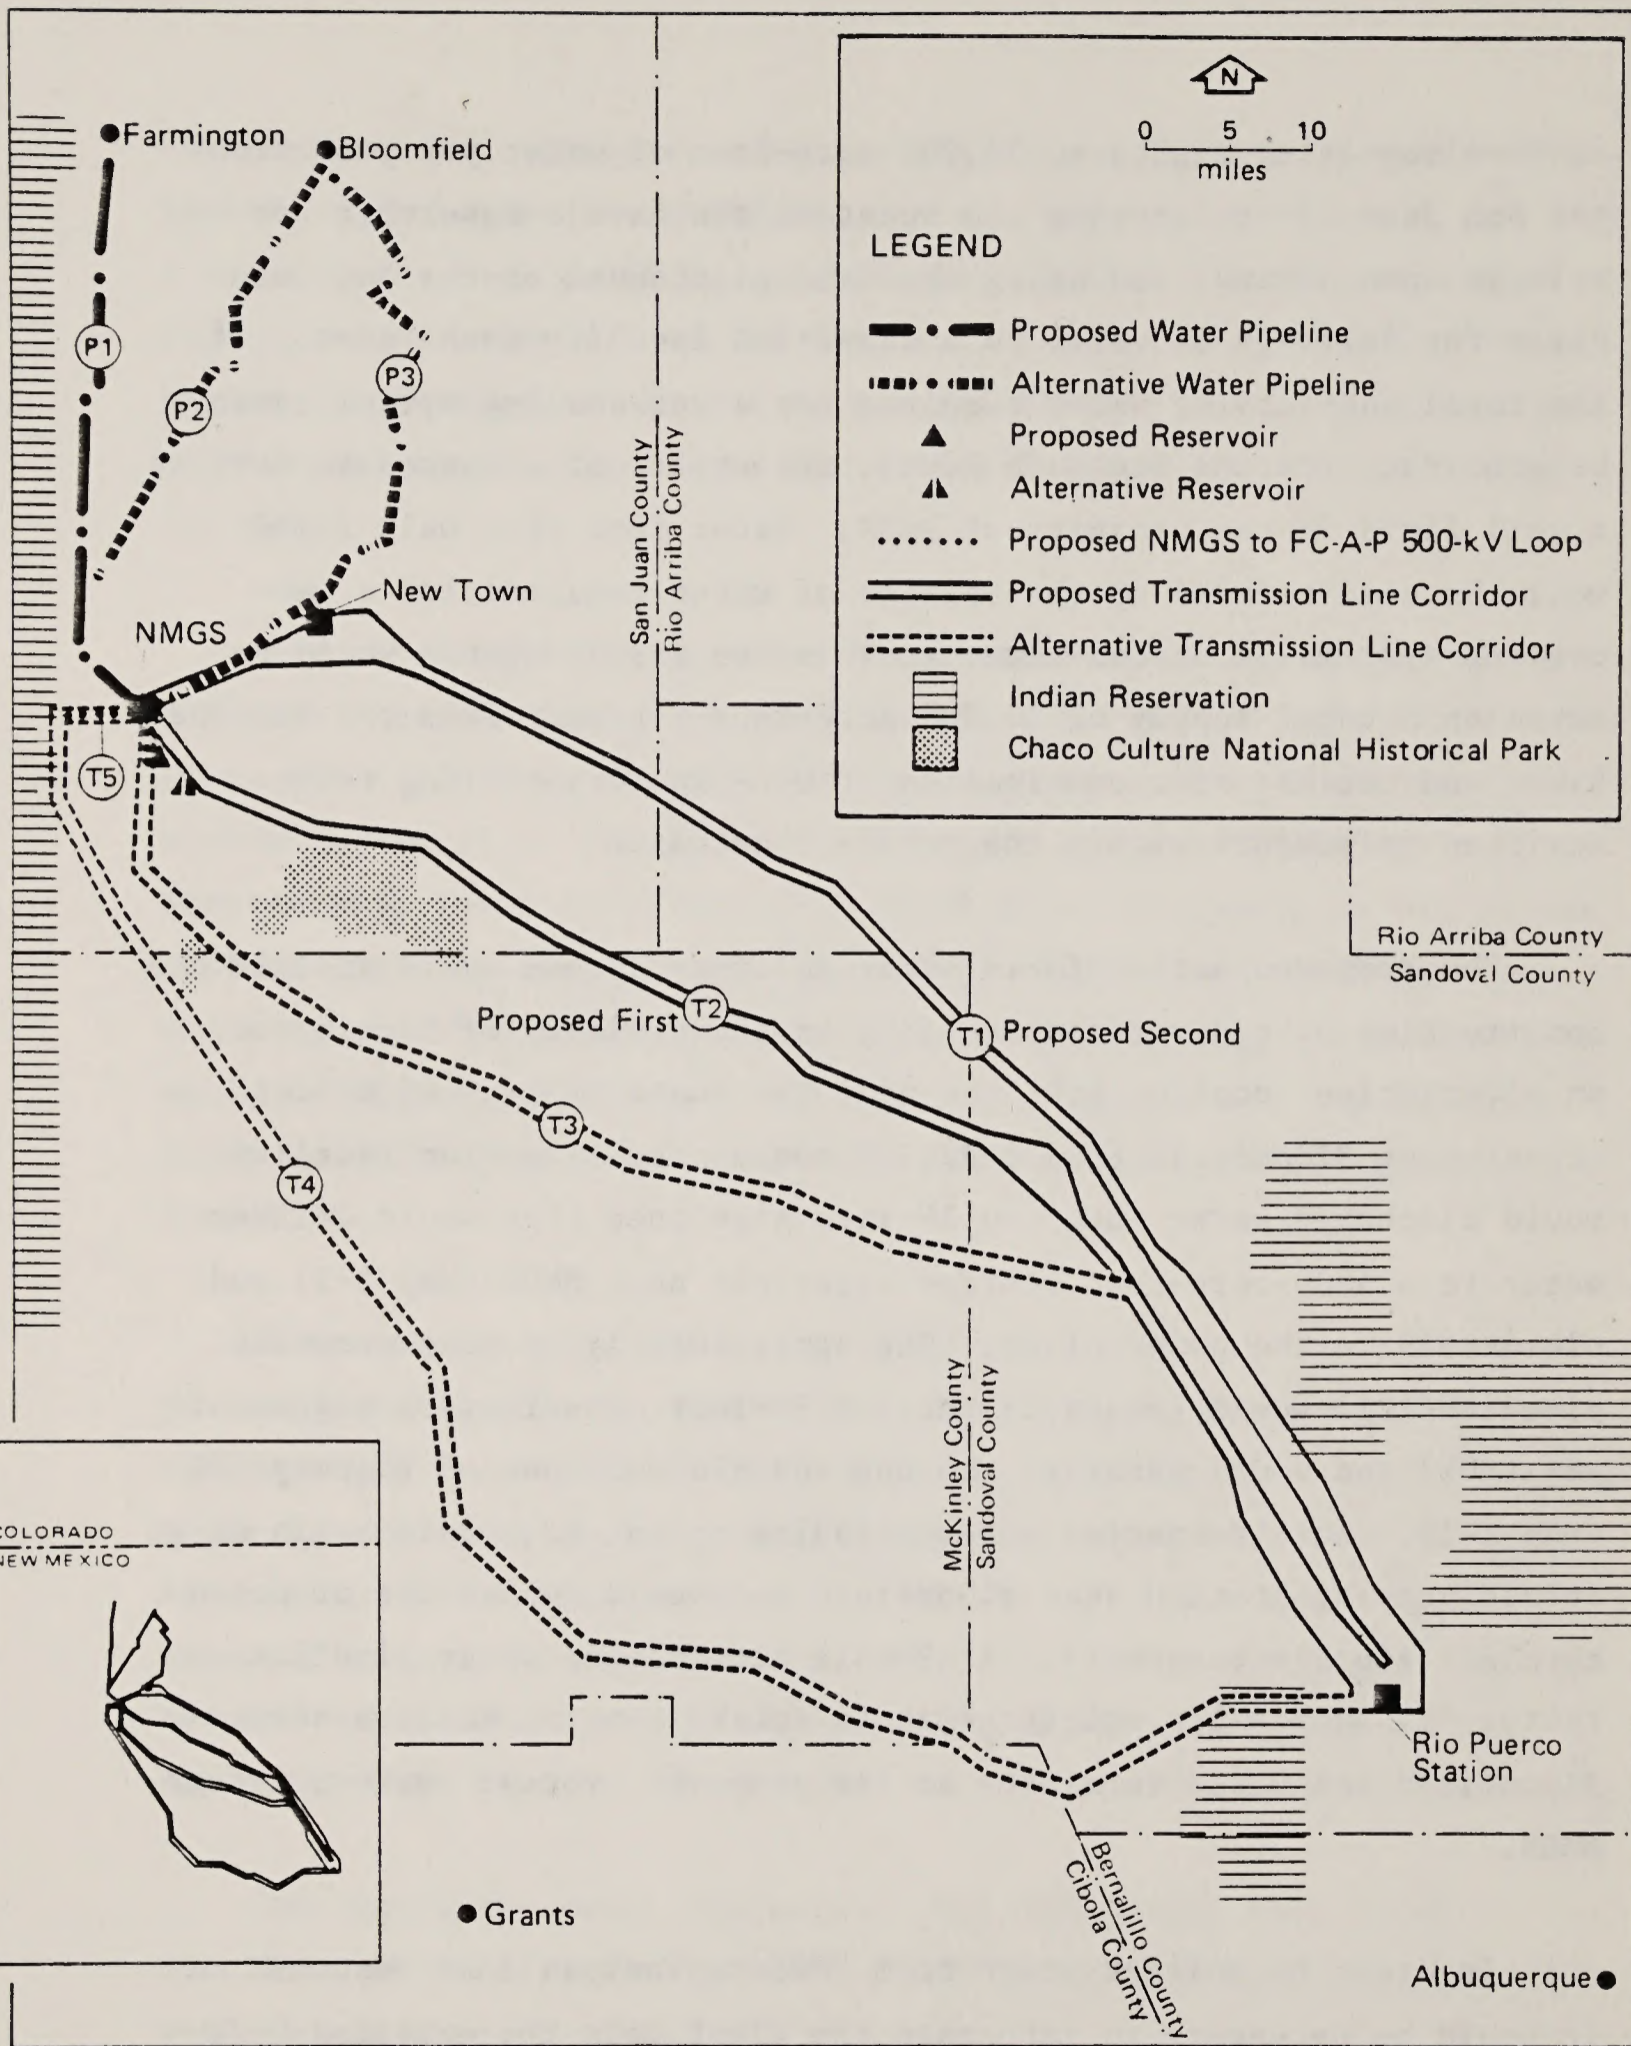 N
0 5 10
miles
LEGEND
Proposed Water Pipeline
Alternative Water Pipeline
Proposed Reservoir
Alternative Reservoir
Proposed NMGS to FC-A-P 500-kV Loop
Proposed Transmission Line Corridor
Alternative Transmission Line Corridor
Indian Reservation
Chaco Culture National Historical Park
Farmington
Bloomfield
P1
P2
P3
San Juan County
Rio Arriba County
New Town
NMGS
T5
Rio Arriba County
Sandoval County
Proposed First
T2
T1
Proposed Second
T3
T4
McKinley County
Sandoval County
COLORADO
NEW MEXICO
Rio Puerco
Station
Bernalillo County
Cibola County
Grants
Albuquerque